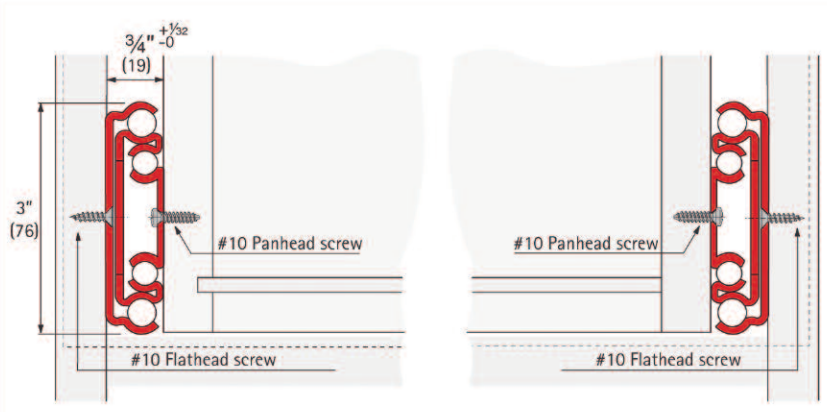 ¾" +1/32
-0
(19)
3"
(76)
#10 Panhead screw
#10 Panhead screw
#10 Flathead screw
#10 Flathead screw